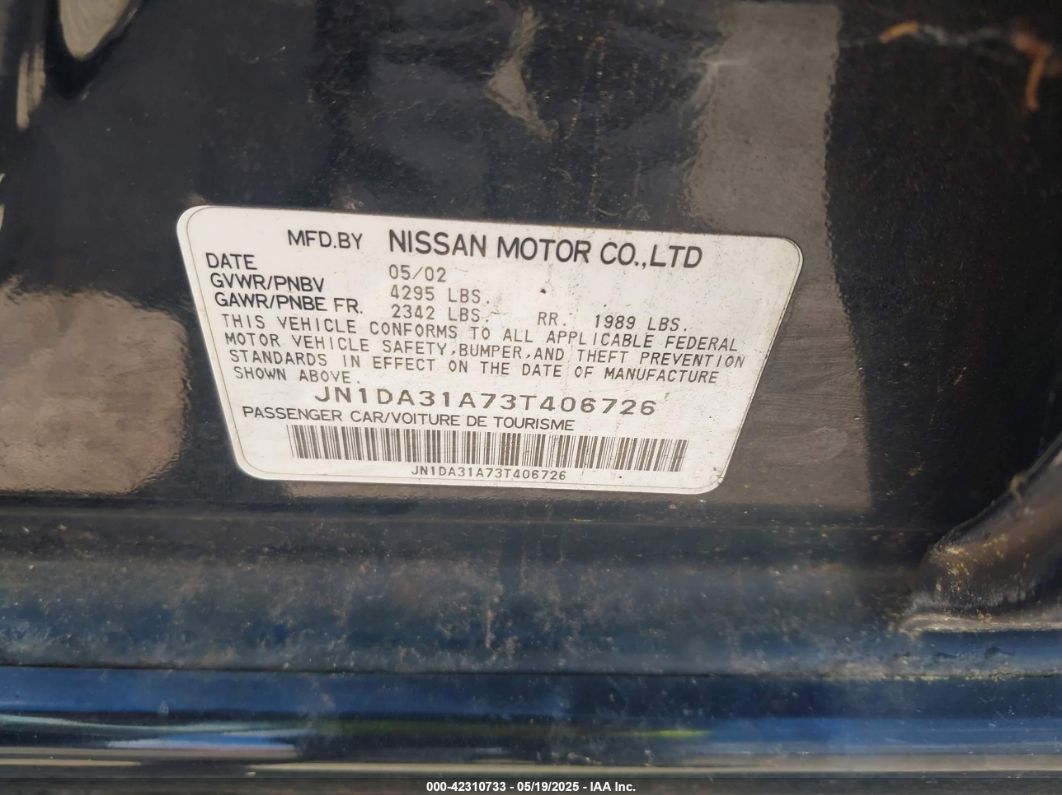 MFD.BY NISSAN MOTOR CO.,LTD
DATE 05/02
GVWR/PNBV 4295 LBS.
GAWR/PNBE FR. 2342 LBS. RR. 1989 LBS.
THIS VEHICLE CONFORMS TO ALL APPLICABLE FEDERAL
MOTOR VEHICLE SAFETY,BUMPER,AND THEFT PREVENTION
STANDARDS IN EFFECT ON THE DATE OF MANUFACTURE
SHOWN ABOVE.
JN1DA31A73T406726
PASSENGER CAR/VOITURE DE TOURISME
JN1DA31A73T406726
000-42310733 - 05/19/2025 - IAA Inc.